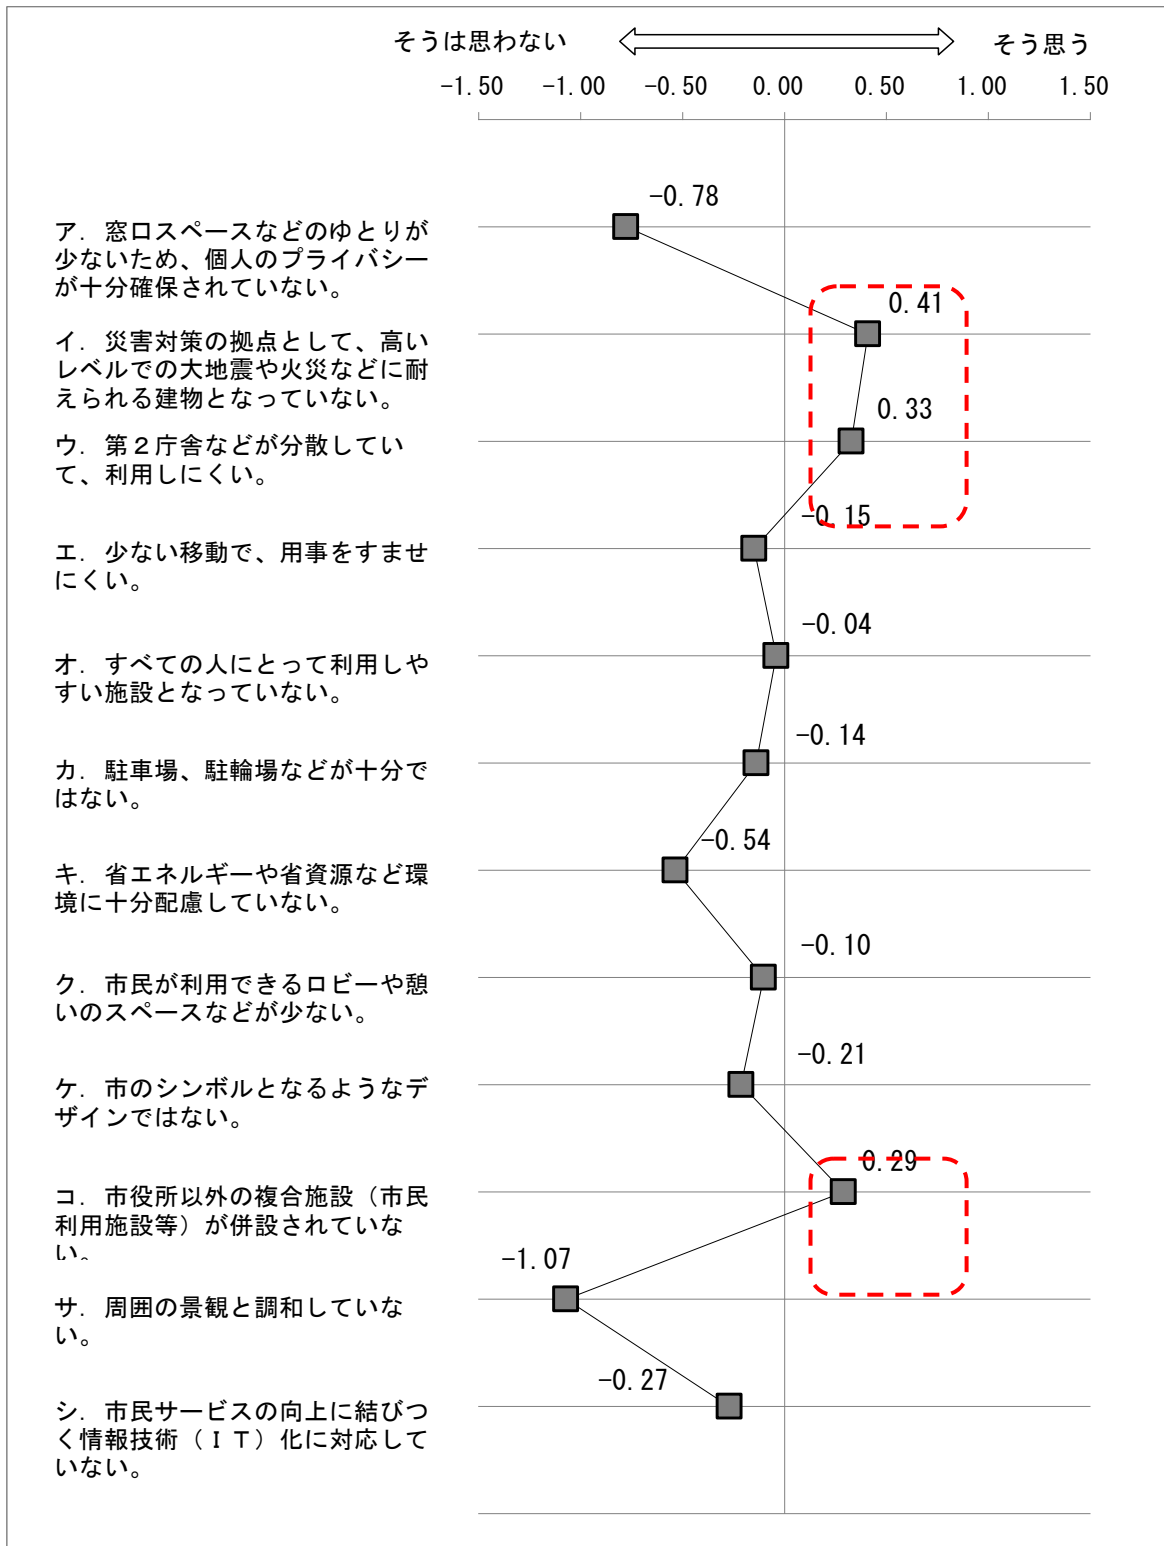 そうは思わない
そう思う
-1.50 -1.00 -0.50 0.00 0.50 1.00 1.50
-0.78
ア．窓口スペースなどのゆとりが
少ないため、個人のプライバシー
が十分確保されていない。
0.41
イ．災害対策の拠点として、高い
レベルでの大地震や火災などに耐
えられる建物となっていない。
0.33
ウ．第２庁舎などが分散してい
て、利用しにくい。
-0.15
エ．少ない移動で、用事をすませ
にくい。
-0.04
オ．すべての人にとって利用しや
すい施設となっていない。
-0.14
カ．駐車場、駐輪場などが十分で
はない。
-0.54
キ．省エネルギーや省資源など環
境に十分配慮していない。
-0.10
ク．市民が利用できるロビーや憩
いのスペースなどが少ない。
-0.21
ケ．市のシンボルとなるようなデ
ザインではない。
0.29
コ．市役所以外の複合施設（市民
利用施設等）が併設されていな
い。
-1.07
サ．周囲の景観と調和していな
い。
-0.27
シ．市民サービスの向上に結びつ
く情報技術（ＩＴ）化に対応して
いない。